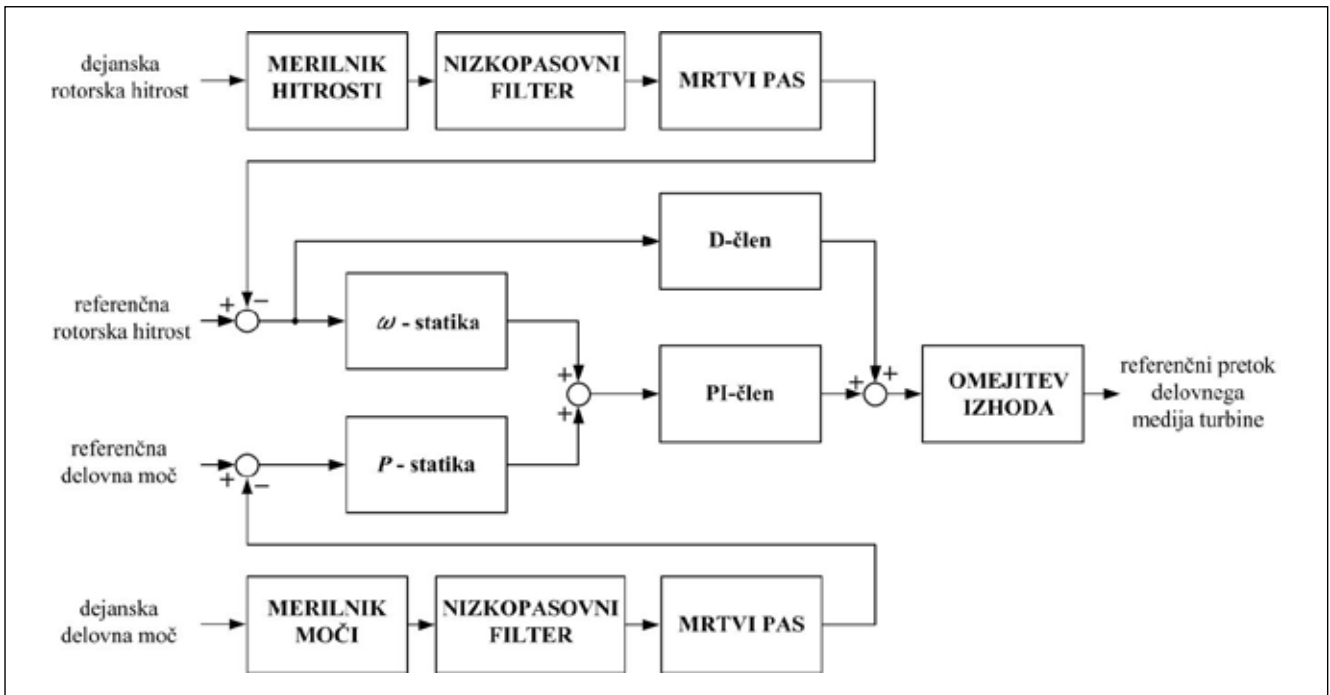 dejanska
rotorska hitrost
MERILNIK
HITROSTI
NIZKOPASOVNI
FILTER
MRTVI PAS
D-člen
referenčna
rotorska hitrost
+
−
ω - statika
+
+
PI-člen
+
+
OMEJITEV
IZHODA
referenčni pretok
delovnega
medija turbine
referenčna
delovna moč
+
−
P - statika
dejanska
delovna moč
MERILNIK
MOČI
NIZKOPASOVNI
FILTER
MRTVI PAS